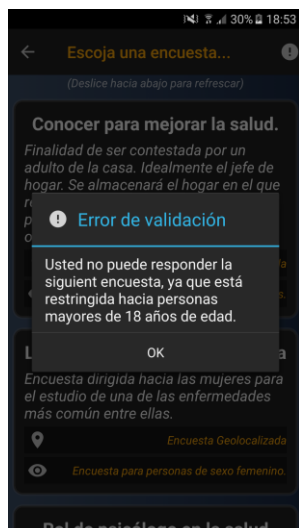 30% 18:53
Escoja una encuesta...
(Deslice hacia abajo para refrescar)
Conocer para mejorar la salud.
Finalidad de ser contestada por un
adulto de la casa. Idealmente el jefe de
hogar. Se almacenará el hogar en el que
Error de validación
Usted no puede responder la
siguient encuesta, ya que está
restringida hacia personas
mayores de 18 años de edad.
OK
Encuesta dirigida hacia las mujeres para
el estudio de una de las enfermedades
más común entre ellas.
Encuesta Geolocalizada
Encuesta para personas de sexo femenino.
Rol de psicólogo en la salud